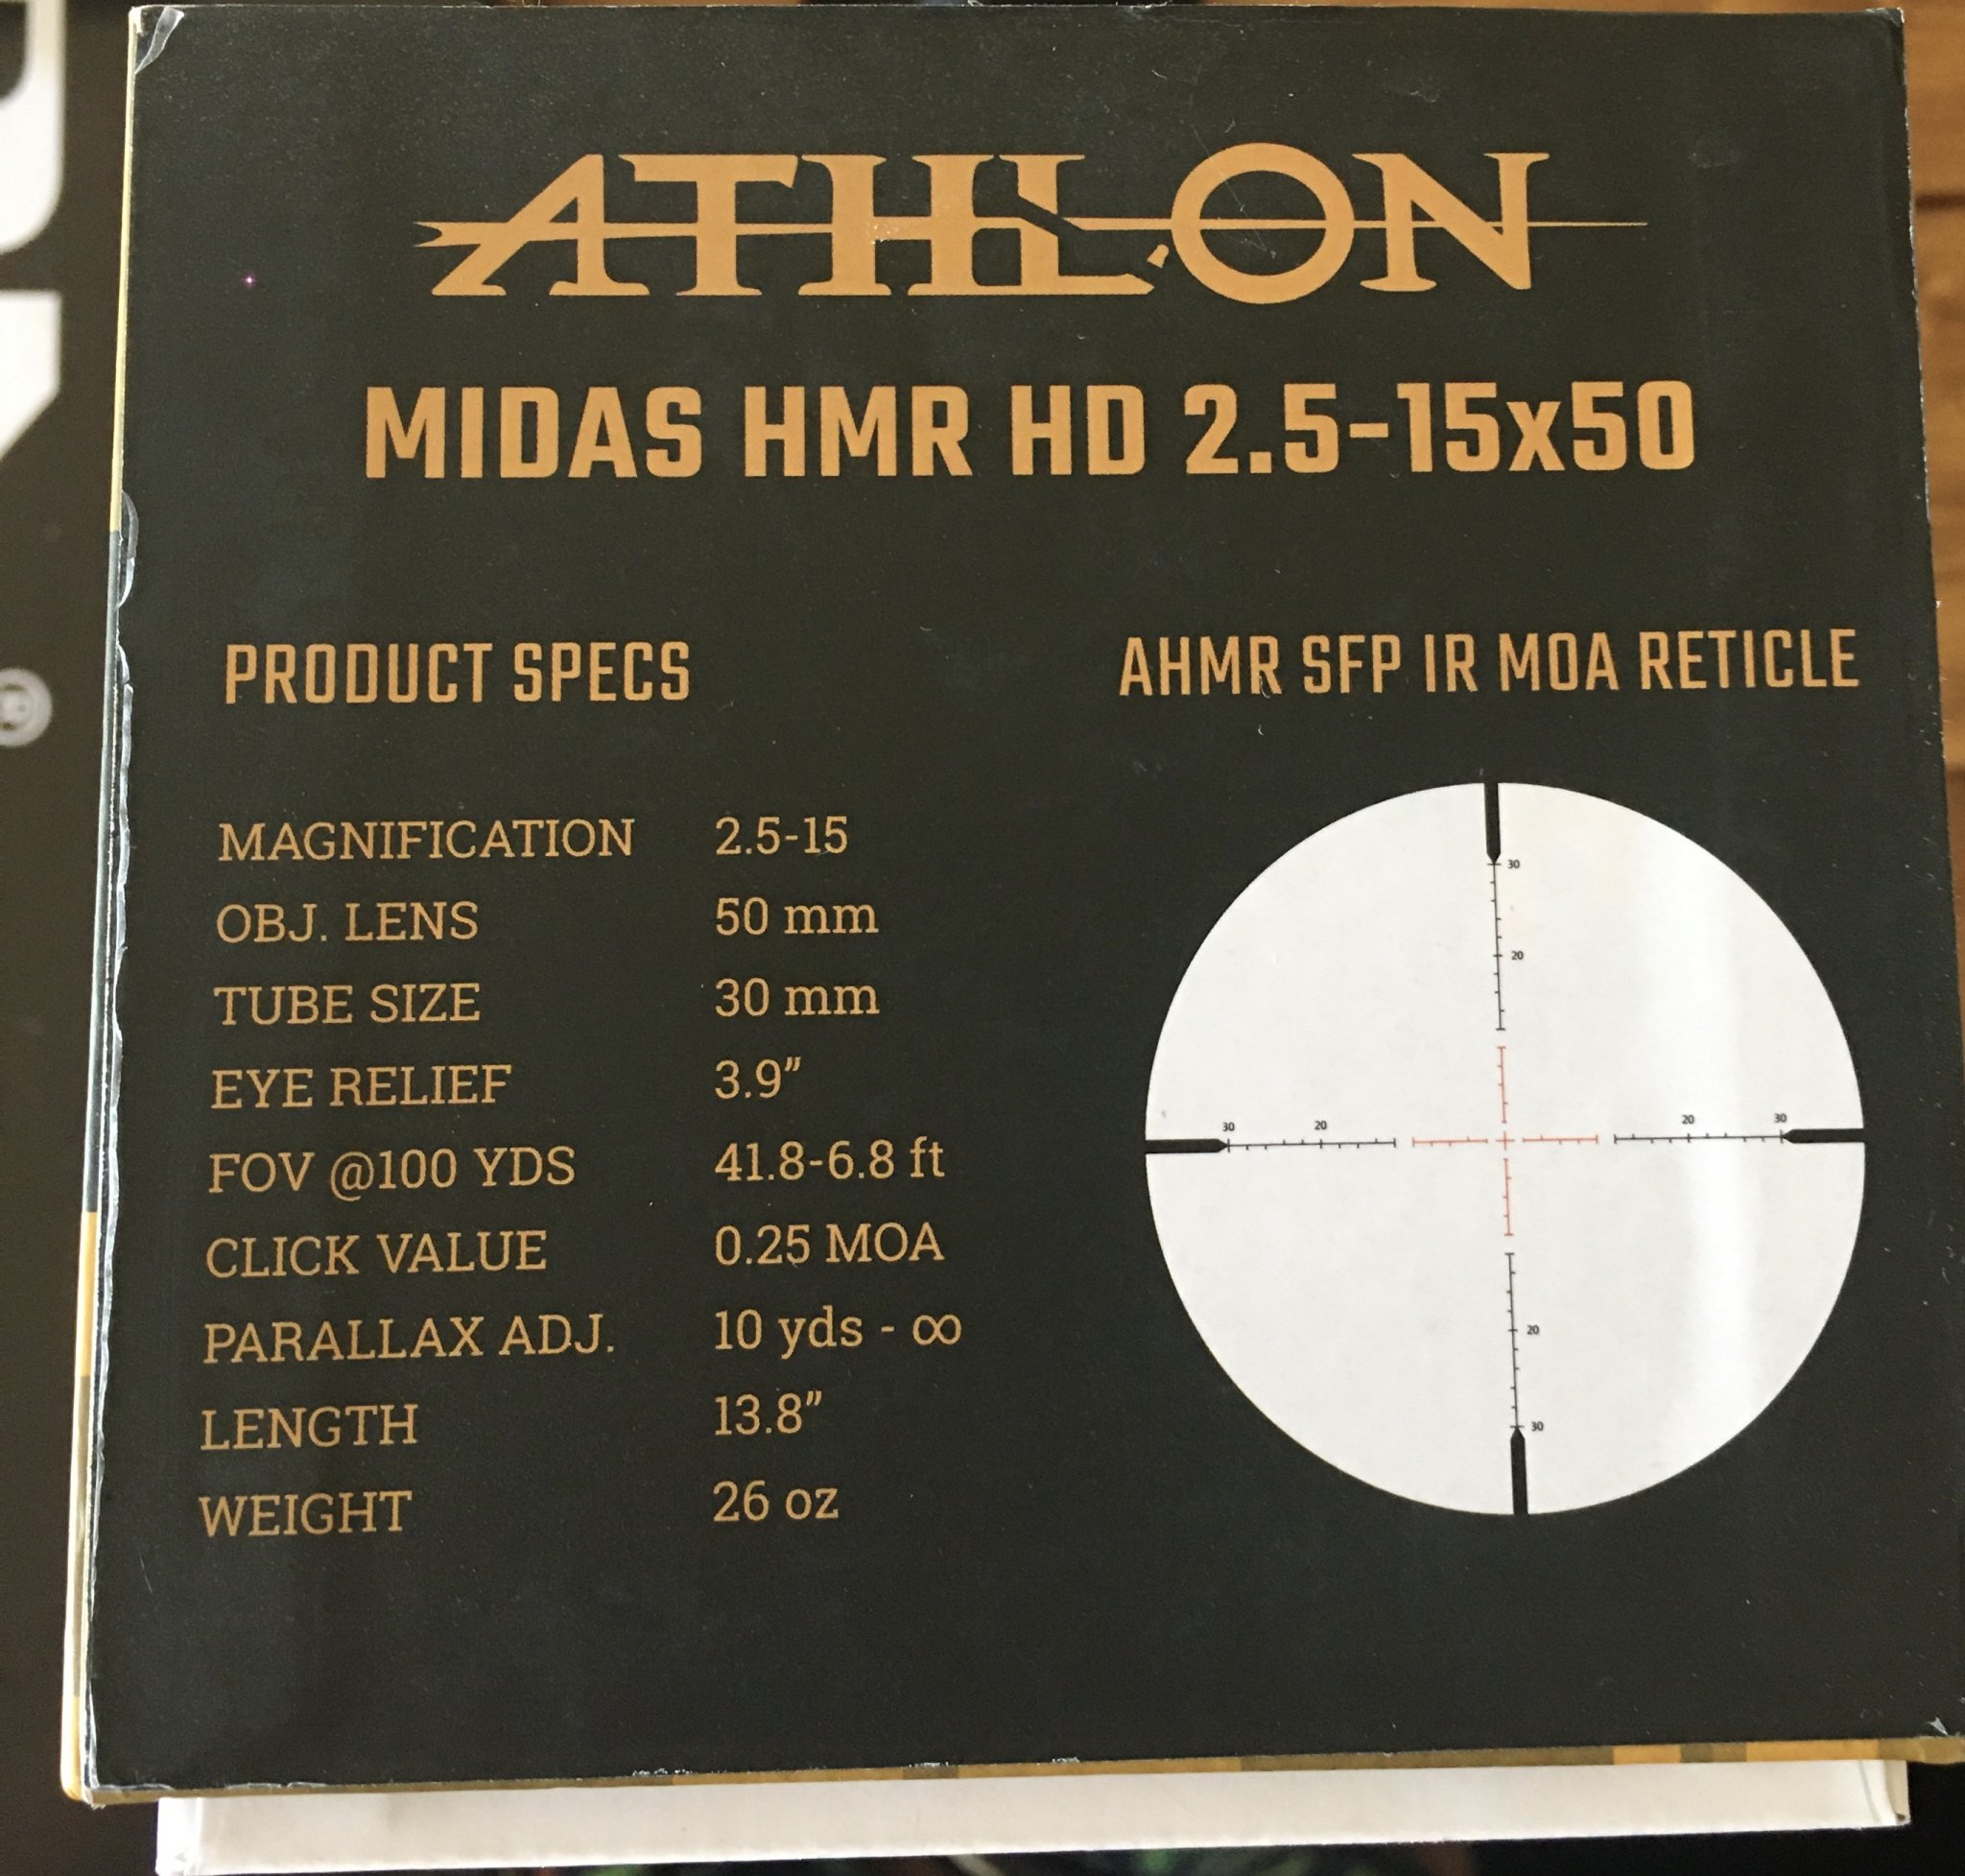 ATHLON
MIDAS HMR HD 2.5-15x50
PRODUCT SPECS
MAGNIFICATION 2.5-15
OBJ. LENS 50 mm
TUBE SIZE 30 mm
EYE RELIEF 3.9”
FOV @100 YDS 41.8-6.8 ft
CLICK VALUE 0.25 MOA
PARALLAX ADJ. 10 yds - ∞
LENGTH 13.8”
WEIGHT 26 oz
AHMR SFP IR MOA RETICLE
30
20
30 20 20 30
20
30
®